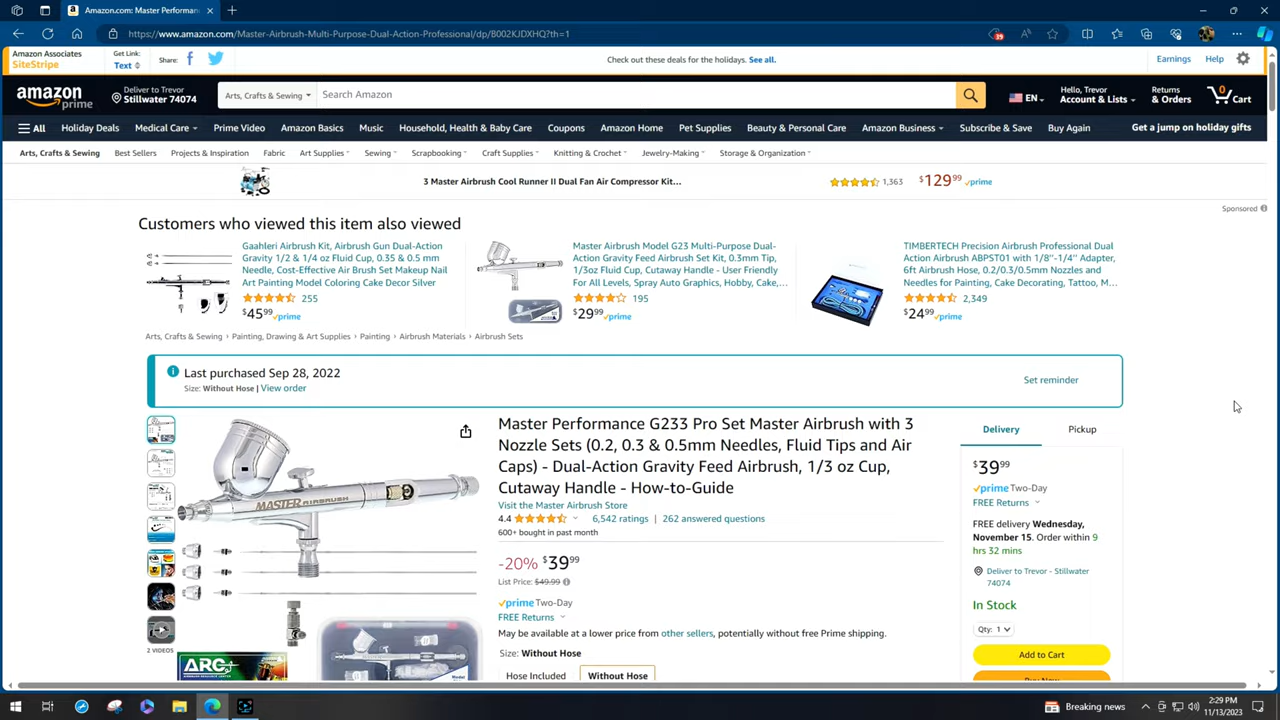 Amazon.com: Master Performanc
https://www.amazon.com/Master-Airbrush-Multi-Purpose-Dual-Action-Professional/dp/B002KJDXHQ?th=1
39
Amazon Associates
SiteStripe
Get Link:
Text
Share:
Check out these deals for the holidays. See all.
Earnings
Help
amazon
prime
Deliver to Trevor
Stillwater 74074
Arts, Crafts & Sewing
Search Amazon
EN
Hello, Trevor
Account & Lists
Returns
& Orders
0
Cart
All
Holiday Deals
Medical Care
Prime Video
Amazon Basics
Music
Household, Health & Baby Care
Coupons
Amazon Home
Pet Supplies
Beauty & Personal Care
Amazon Business
Subscribe & Save
Buy Again
Get a jump on holiday gifts
Arts, Crafts & Sewing
Best Sellers
Projects & Inspiration
Fabric
Art Supplies
Sewing
Scrapbooking
Craft Supplies
Knitting & Crochet
Jewelry-Making
Storage & Organization
3 Master Airbrush Cool Runner II Dual Fan Air Compressor Kit...
1,363
$129.99
prime
Sponsored
Customers who viewed this item also viewed
Gaahleri Airbrush Kit, Airbrush Gun Dual-Action
Gravity 1/2 & 1/4 oz Fluid Cup, 0.35 & 0.5 mm
Needle, Cost-Effective Air Brush Set Makeup Nail
Art Painting Model Coloring Cake Decor Silver
255
$45.99
prime
Master Airbrush Model G23 Multi-Purpose Dual-
Action Gravity Feed Airbrush Set Kit, 0.3mm Tip,
1/3oz Fluid Cup, Cutaway Handle - User Friendly
For All Levels, Spray Auto Graphics, Hobby, Cake,...
195
$29.99
prime
TIMBERTECH Precision Airbrush Professional Dual
Action Airbrush ABPST01 with 1/8"-1/4" Adapter,
6ft Airbrush Hose, 0.2/0.3/0.5mm Nozzles and
Needles for Painting, Cake Decorating, Tattoo, M...
2,349
$24.99
prime
Arts, Crafts & Sewing › Painting, Drawing & Art Supplies › Painting › Airbrush Materials › Airbrush Sets
Last purchased Sep 28, 2022
Size: Without Hose | View order
Set reminder
Master Performance G233 Pro Set Master Airbrush with 3
Nozzle Sets (0.2, 0.3 & 0.5mm Needles, Fluid Tips and Air
Caps) - Dual-Action Gravity Feed Airbrush, 1/3 oz Cup,
Cutaway Handle - How-to-Guide
Visit the Master Airbrush Store
4.4
6,542 ratings | 262 answered questions
600+ bought in past month
-20% $39.99
List Price: $49.99
prime Two-Day
FREE Returns
May be available at a lower price from other sellers, potentially without free Prime shipping.
Size: Without Hose
Hose Included
Without Hose
MASTER AIRBRUSH
ARC
2 VIDEOS
Delivery
Pickup
$39.99
prime Two-Day
FREE Returns
FREE delivery Wednesday,
November 15. Order within 9
hrs 32 mins
Deliver to Trevor - Stillwater
74074
In Stock
Qty: 1
Add to Cart
Buy Now
Breaking news
2:29 PM
11/13/2023